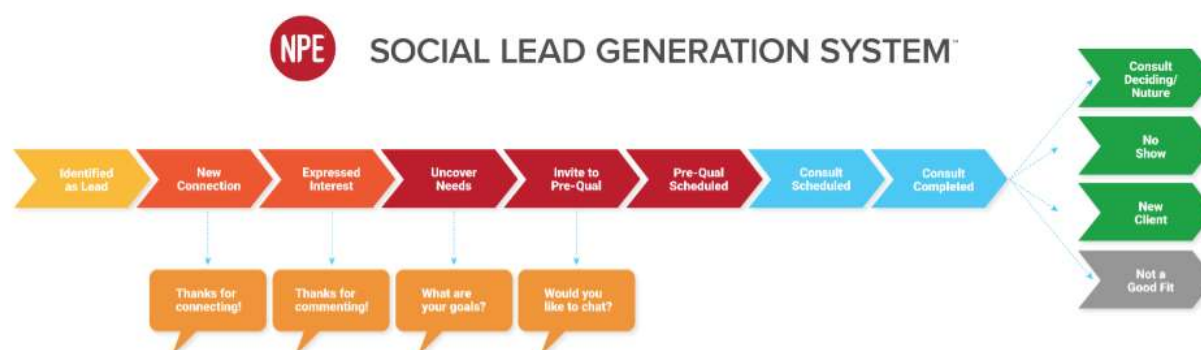 NPE
SOCIAL LEAD GENERATION SYSTEM™
Identified
as Lead
New
Connection
Expressed
Interest
Uncover
Needs
Invite to
Pre-Qual
Pre-Qual
Scheduled
Consult
Scheduled
Consult
Completed
Consult
Deciding/
Nuture
No
Show
New
Client
Not a
Good Fit
Thanks for
connecting!
Thanks for
commenting!
What are
your goals?
Would you
like to chat?